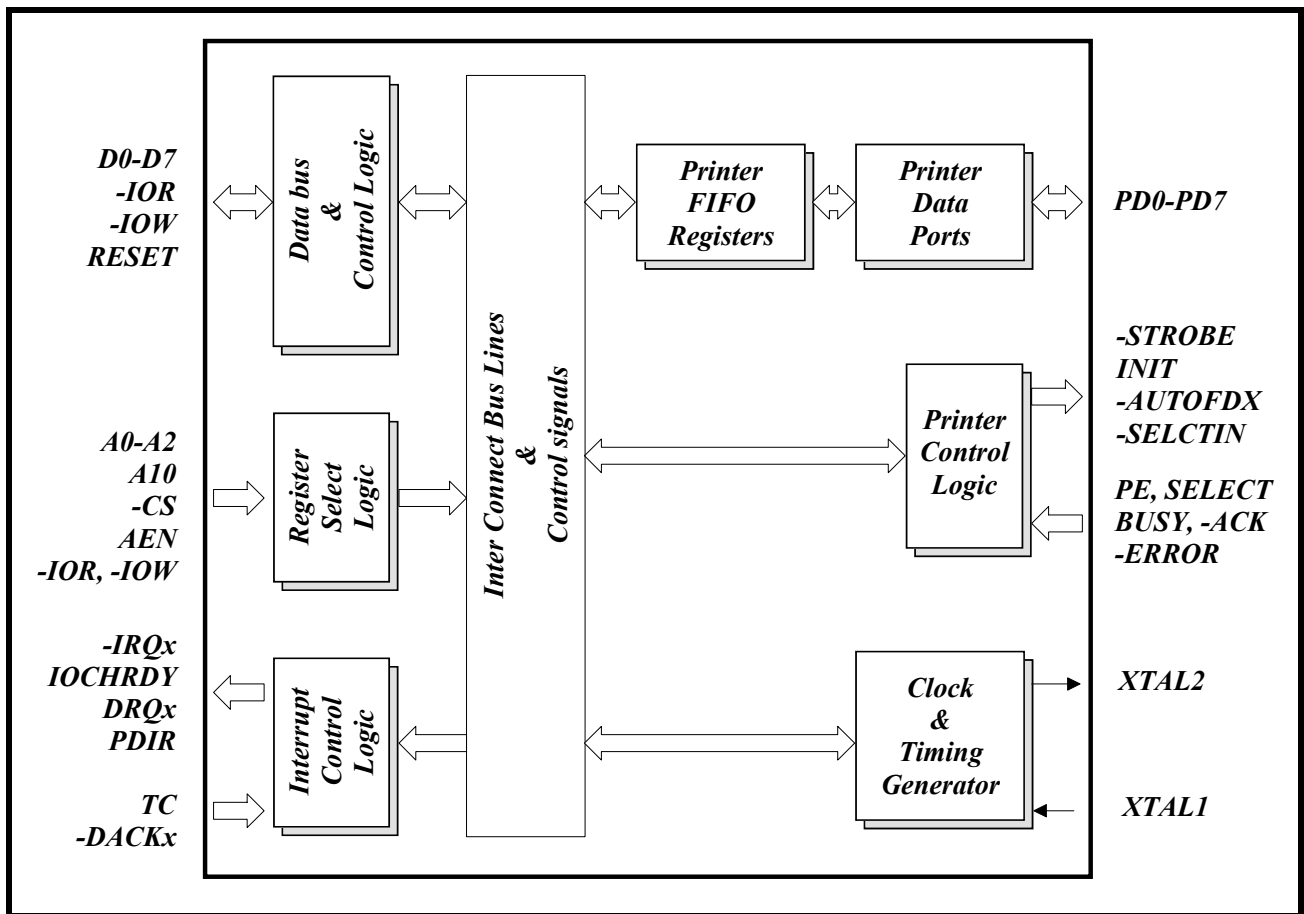 D0-D7
-IOR
-IOW
RESET
Data bus
&
Control Logic
A0-A2
A10
-CS
AEN
-IOR, -IOW
Register
Select
Logic
-IRQx
IOCHRDY
DRQx
PDIR
TC
-DACKx
Interrupt
Control
Logic
Inter Connect Bus Lines
&
Control signals
Printer
FIFO
Registers
Printer
Data
Ports
PD0-PD7
Printer
Control
Logic
-STROBE
INIT
-AUTOFDX
-SELCTIN
PE, SELECT
BUSY, -ACK
-ERROR
Clock
&
Timing
Generator
XTAL2
XTAL1